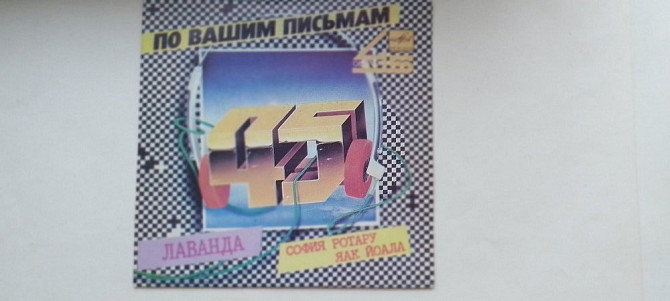 ПО ВАШИМ ПИСЬМАМ
45
ЛАВАНДА
СОФИЯ РОТАРУ
ЯАК ЙОАЛА